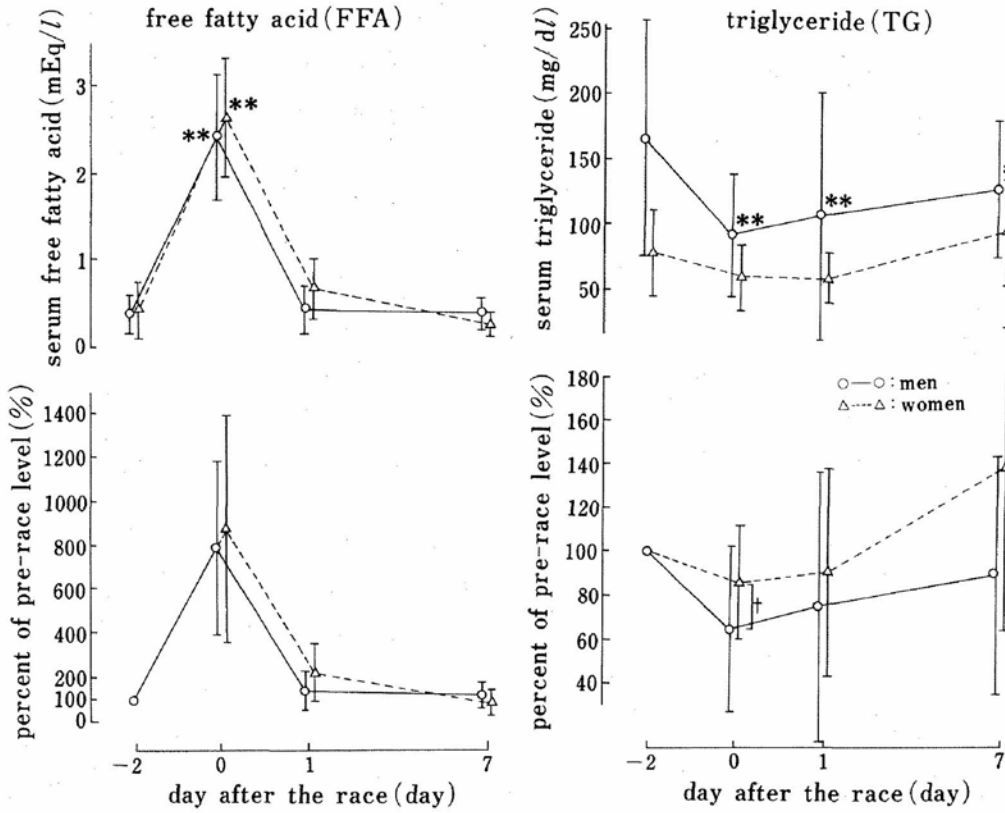 free fatty acid (FFA)
serum free fatty acid (mEq/l)
3
2
1
0
**
**
triglyceride (TG)
serum triglyceride (mg/dl)
250
200
150
100
50
**
**
percent of pre-race level (%)
1400
1200
1000
800
600
400
200
100
0
-2 0 1 7
day after the race (day)
percent of pre-race level (%)
180
160
140
120
100
80
60
40
○—○ : men
△---△ : women
†
-2 0 1 7
day after the race (day)